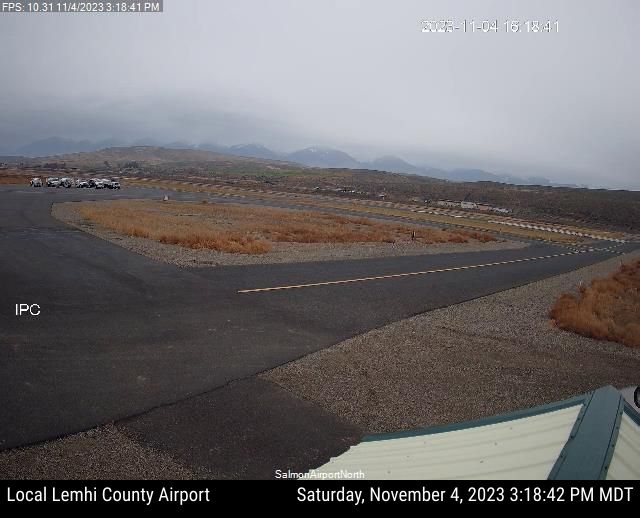 FPS: 10.31 11/4/2023 3:18:41 PM
2023-11-04 16:18:41
IPC
SalmonAirportNorth
Local Lemhi County Airport
Saturday, November 4, 2023 3:18:42 PM MDT